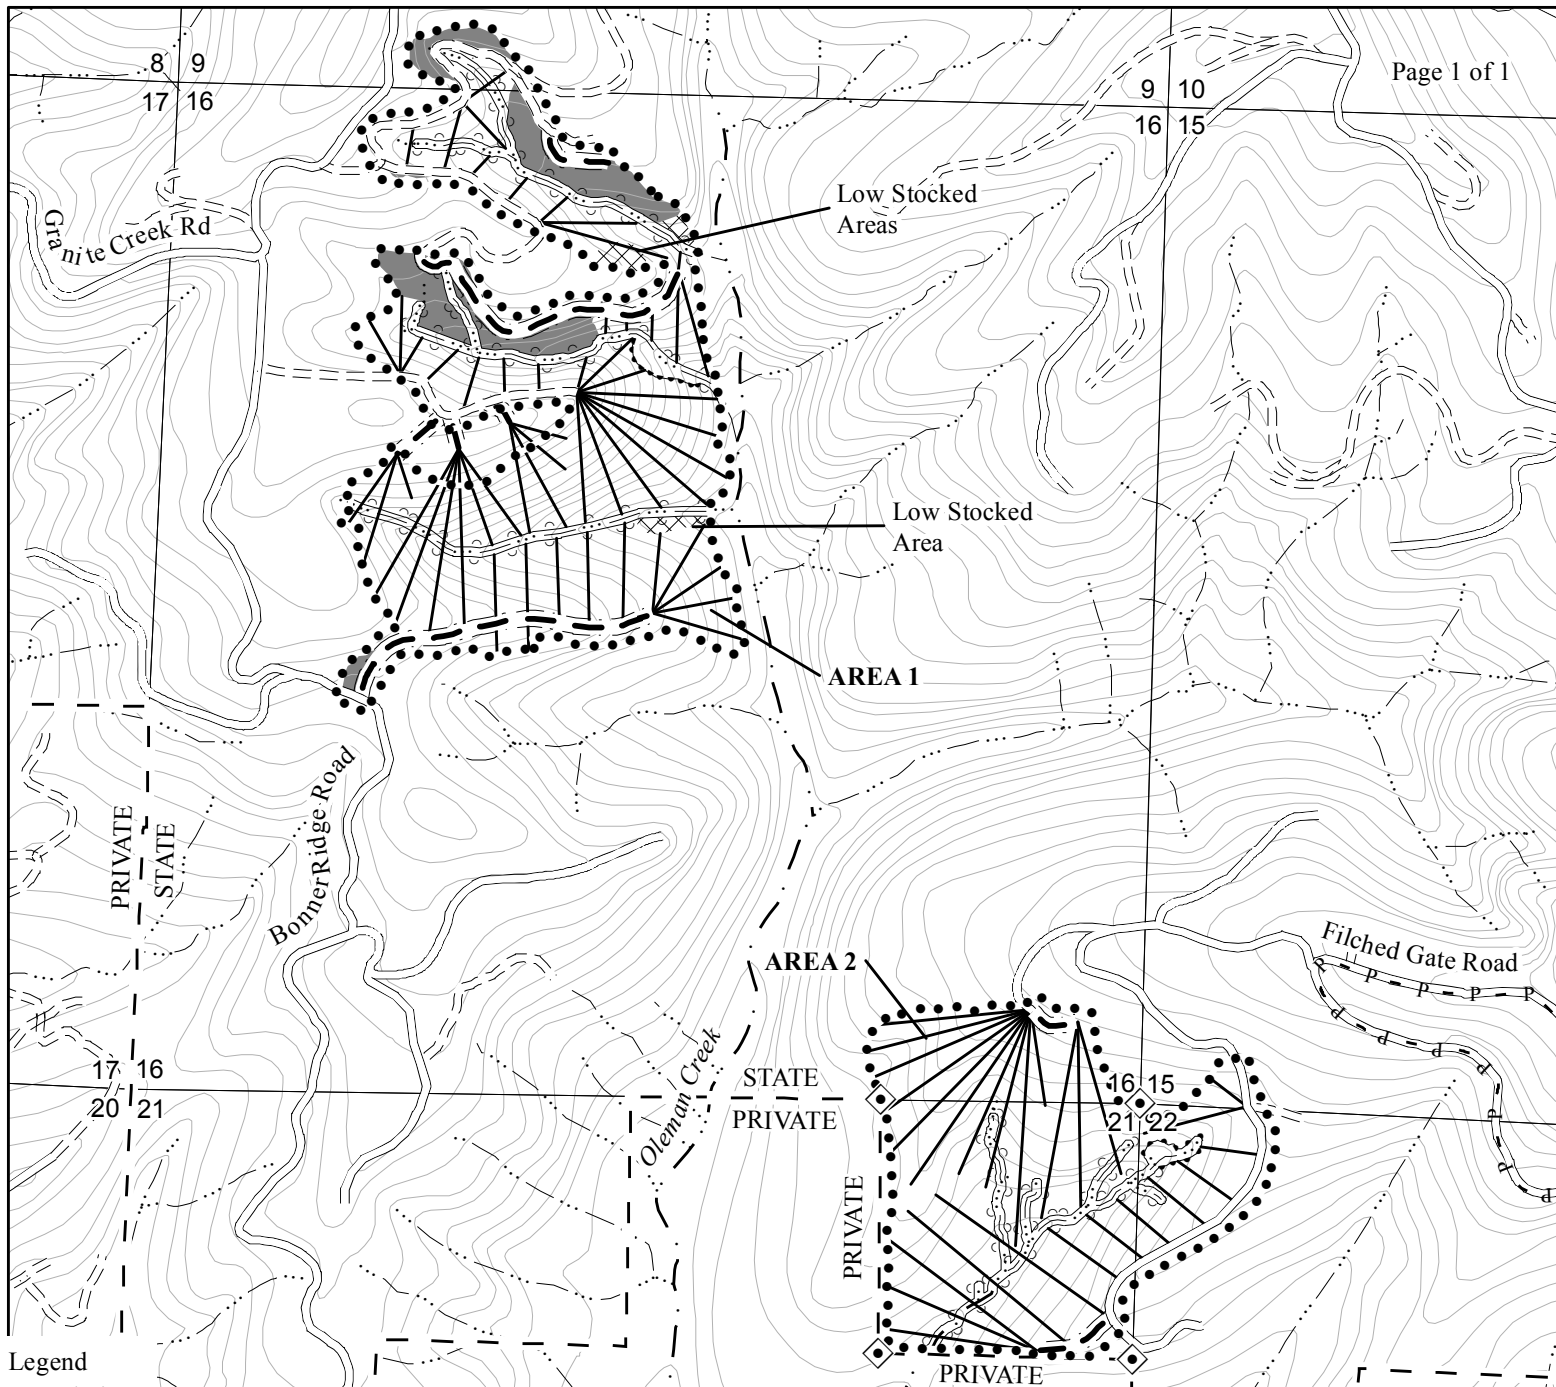 8 9
17 16
9 10
16 15
Page 1 of 1
Low Stocked
Areas
Granite Creek Rd
Low Stocked
Area
AREA 1
PRIVATE
STATE
Bonner Ridge Road
AREA 2
Filched Gate Road
P P P P P
P P P P P P P
17 16
20 21
Oleman Creek
STATE
PRIVATE
16 15
21 22
PRIVATE
PRIVATE
Legend